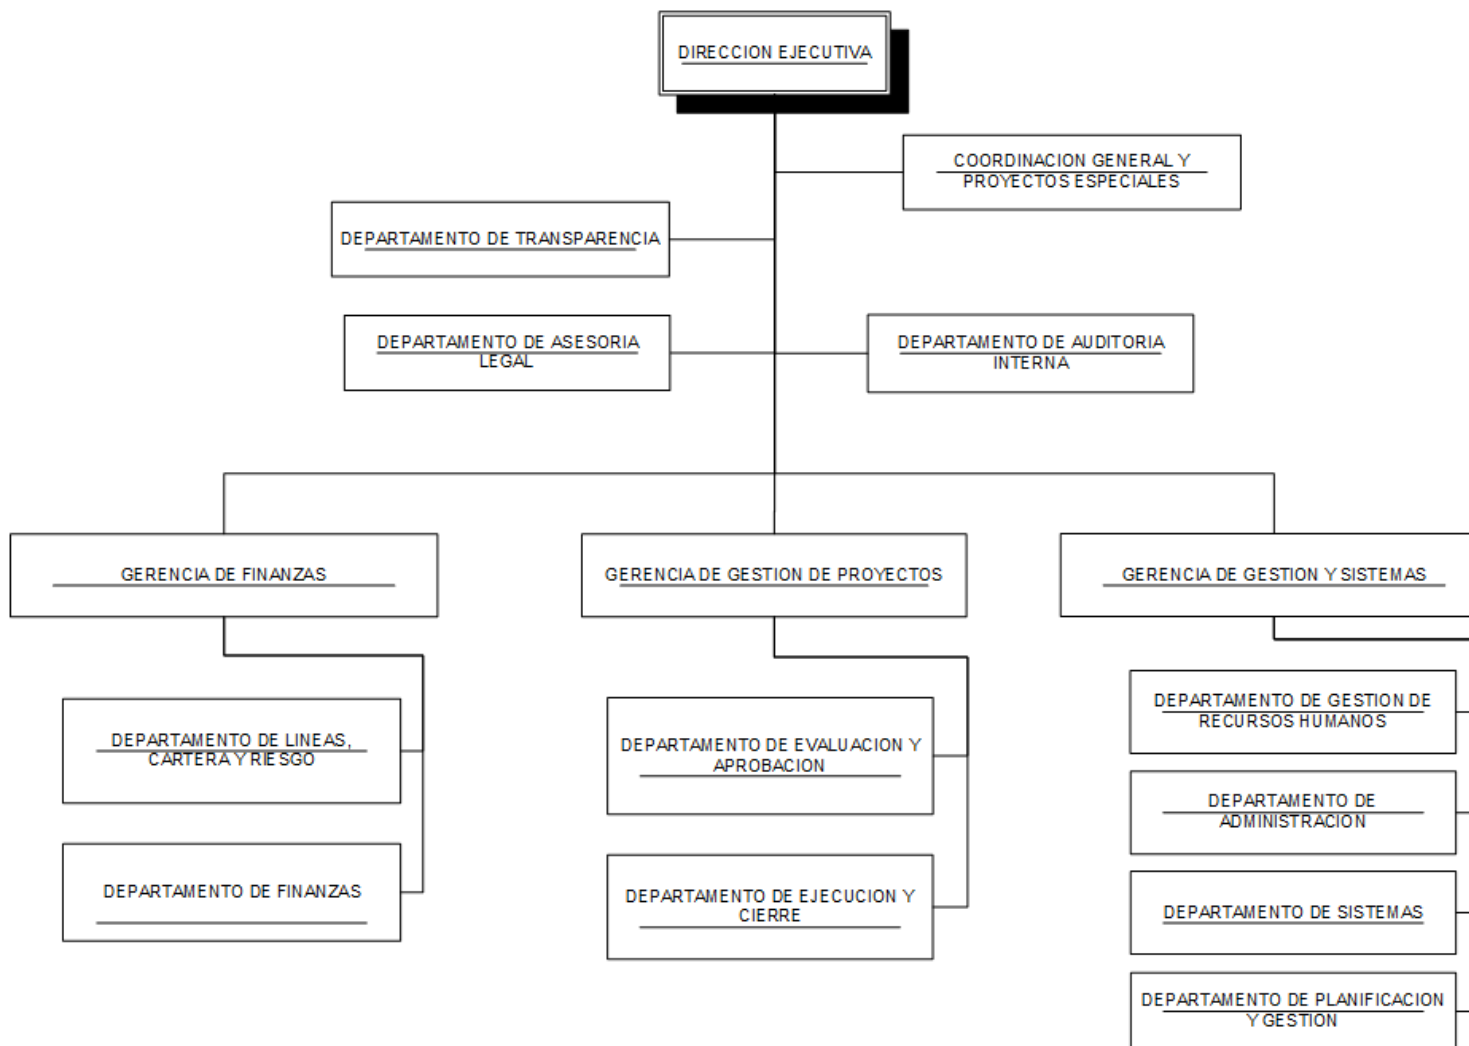 DIRECCION EJECUTIVA
COORDINACION GENERAL Y
PROYECTOS ESPECIALES
DEPARTAMENTO DE TRANSPARENCIA
DEPARTAMENTO DE ASESORIA
LEGAL
DEPARTAMENTO DE AUDITORIA
INTERNA
GERENCIA DE FINANZAS
GERENCIA DE GESTION DE PROYECTOS
GERENCIA DE GESTION Y SISTEMAS
DEPARTAMENTO DE LINEAS,
CARTERA Y RIESGO
DEPARTAMENTO DE FINANZAS
DEPARTAMENTO DE EVALUACION Y
APROBACION
DEPARTAMENTO DE EJECUCION Y
CIERRE
DEPARTAMENTO DE GESTION DE
RECURSOS HUMANOS
DEPARTAMENTO DE
ADMINISTRACION
DEPARTAMENTO DE SISTEMAS
DEPARTAMENTO DE PLANIFICACION
Y GESTION